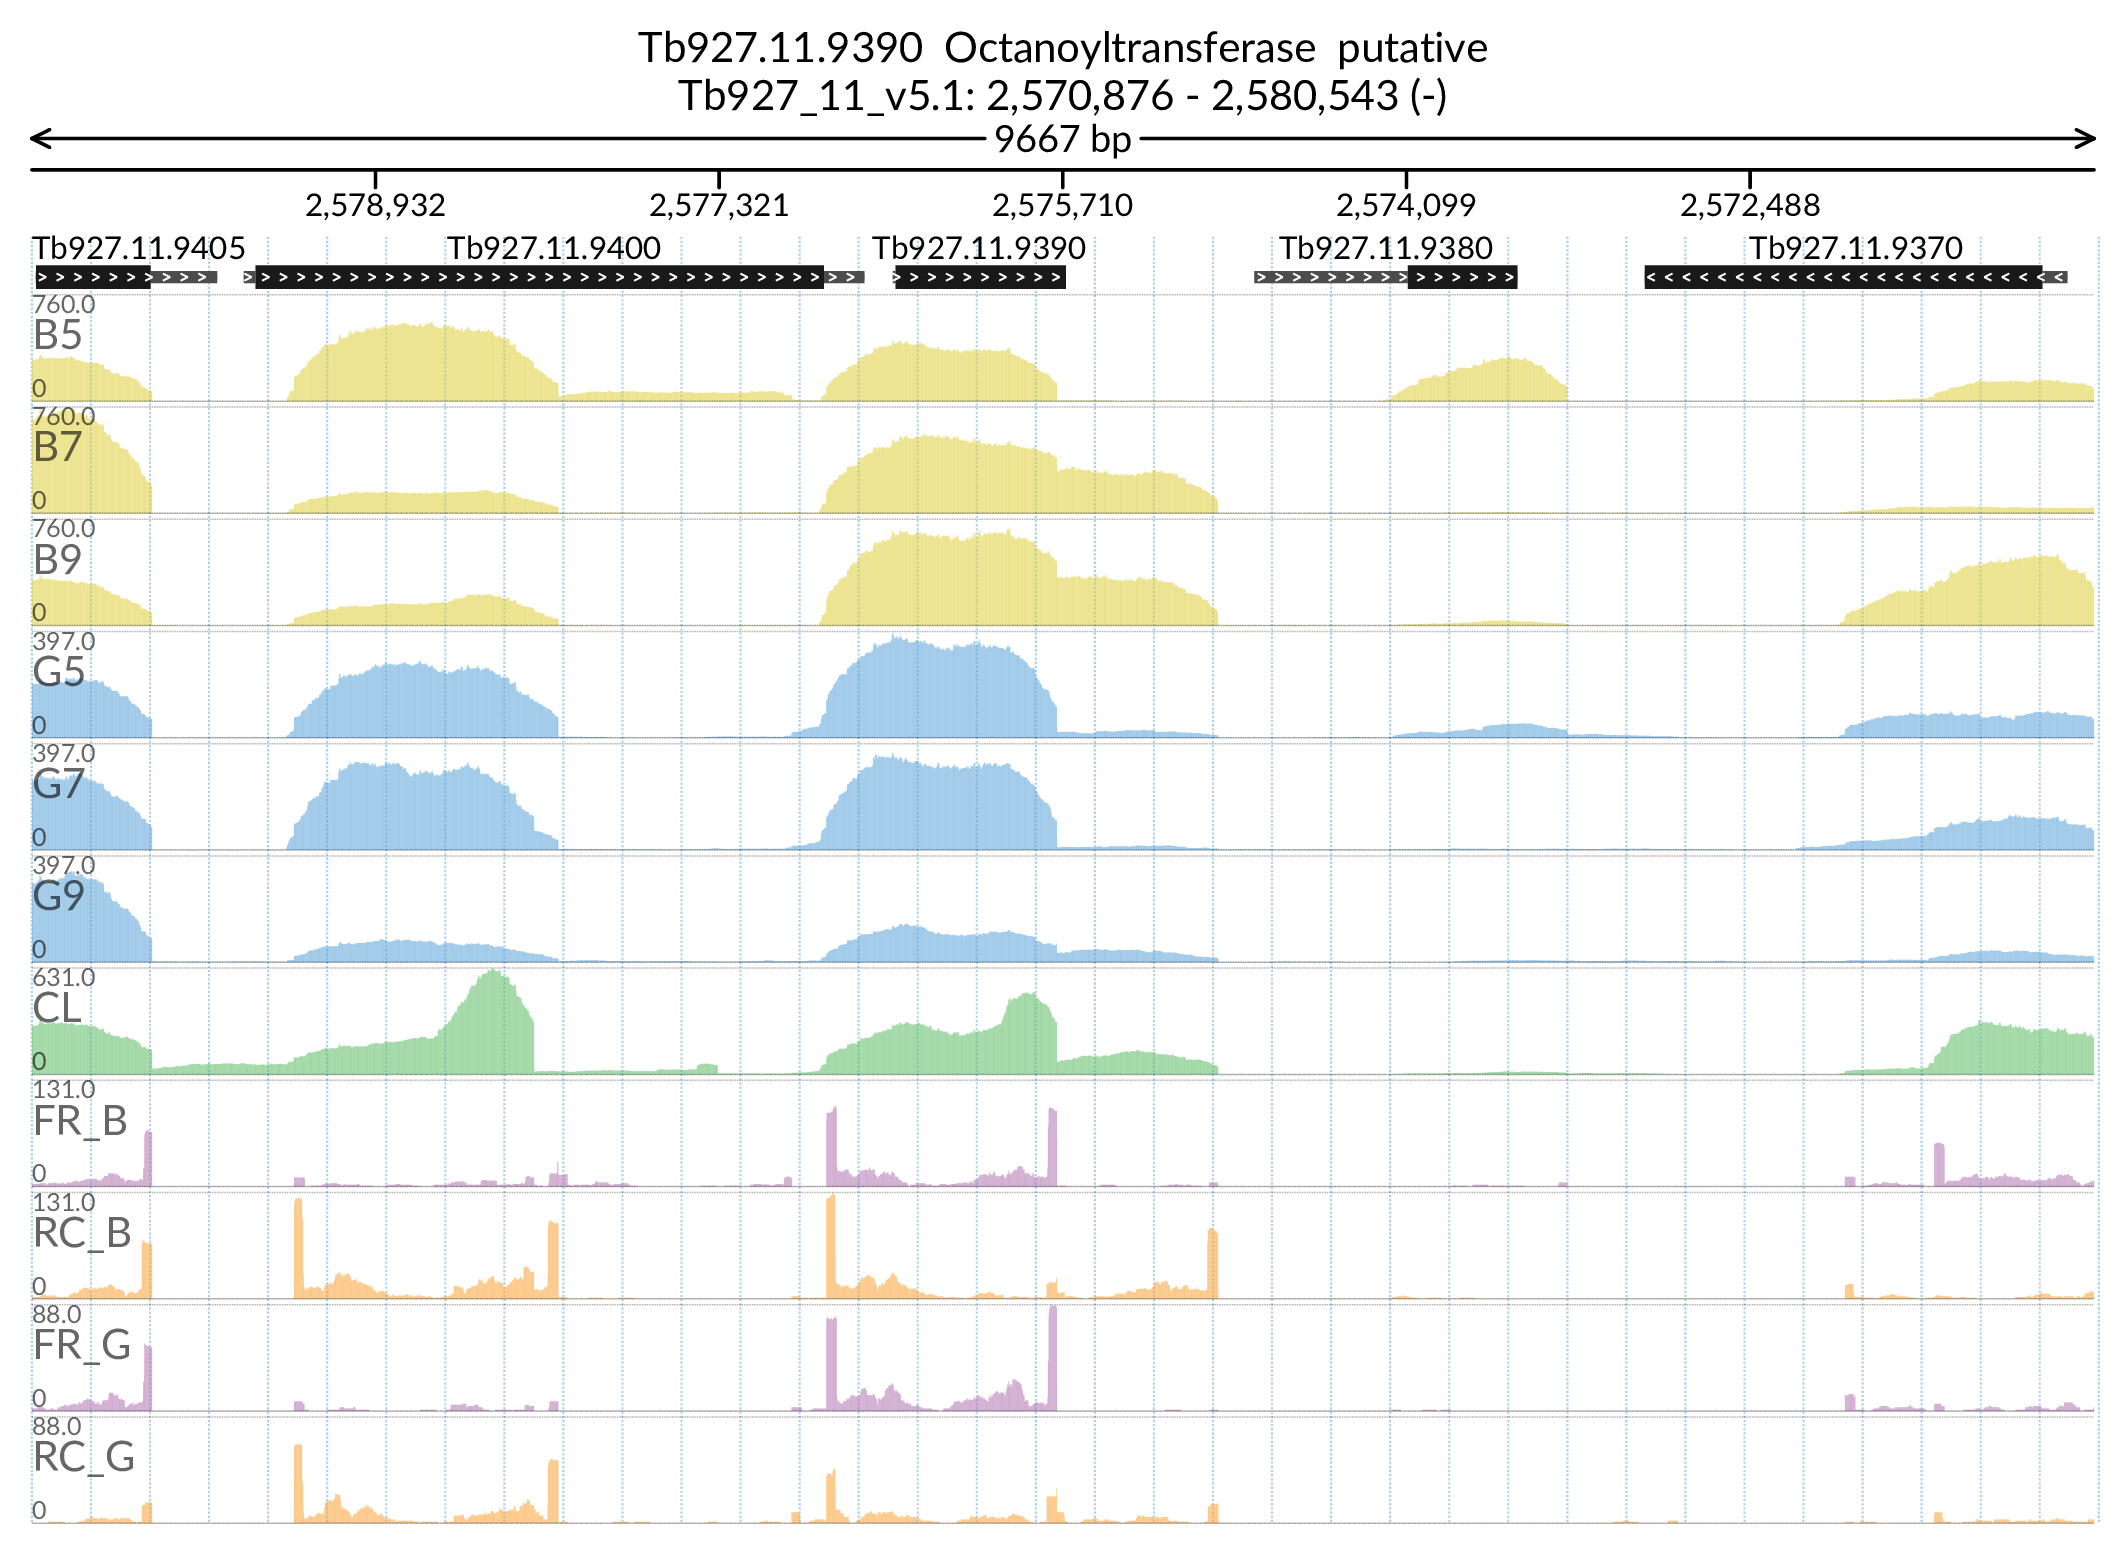 Tb927.11.9390 Octanoyltransferase putative
Tb927_11_v5.1: 2,570,876 - 2,580,543 (-)
9667 bp
2,578,932 2,577,321 2,575,710 2,574,099 2,572,488
Tb927.11.9405 Tb927.11.9400 Tb927.11.9390 Tb927.11.9380 Tb927.11.9370
760.0
B5
0
760.0
B7
0
760.0
B9
0
397.0
G5
0
397.0
G7
0
397.0
G9
0
631.0
CL
0
131.0
FR_B
0
131.0
RC_B
0
88.0
FR_G
0
88.0
RC_G
0